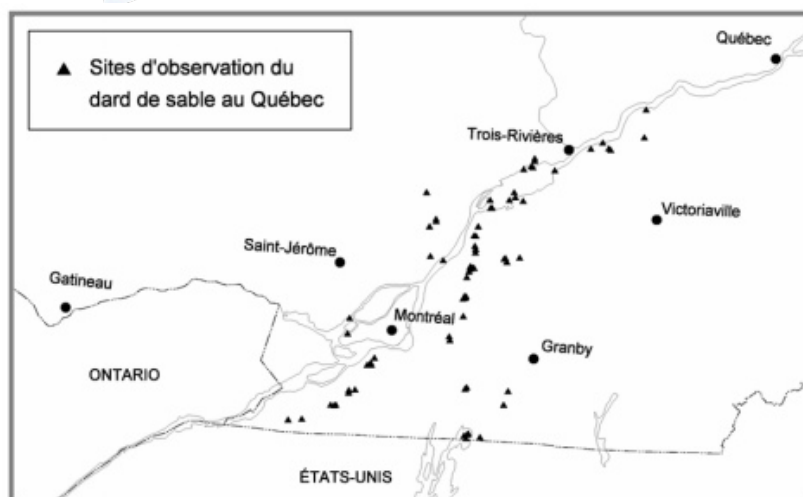 ▲ Sites d'observation du
dard de sable au Québec
Québec
Trois-Rivières
Victoriaville
Saint-Jérôme
Gatineau
Montréal
Granby
ONTARIO
ÉTATS-UNIS